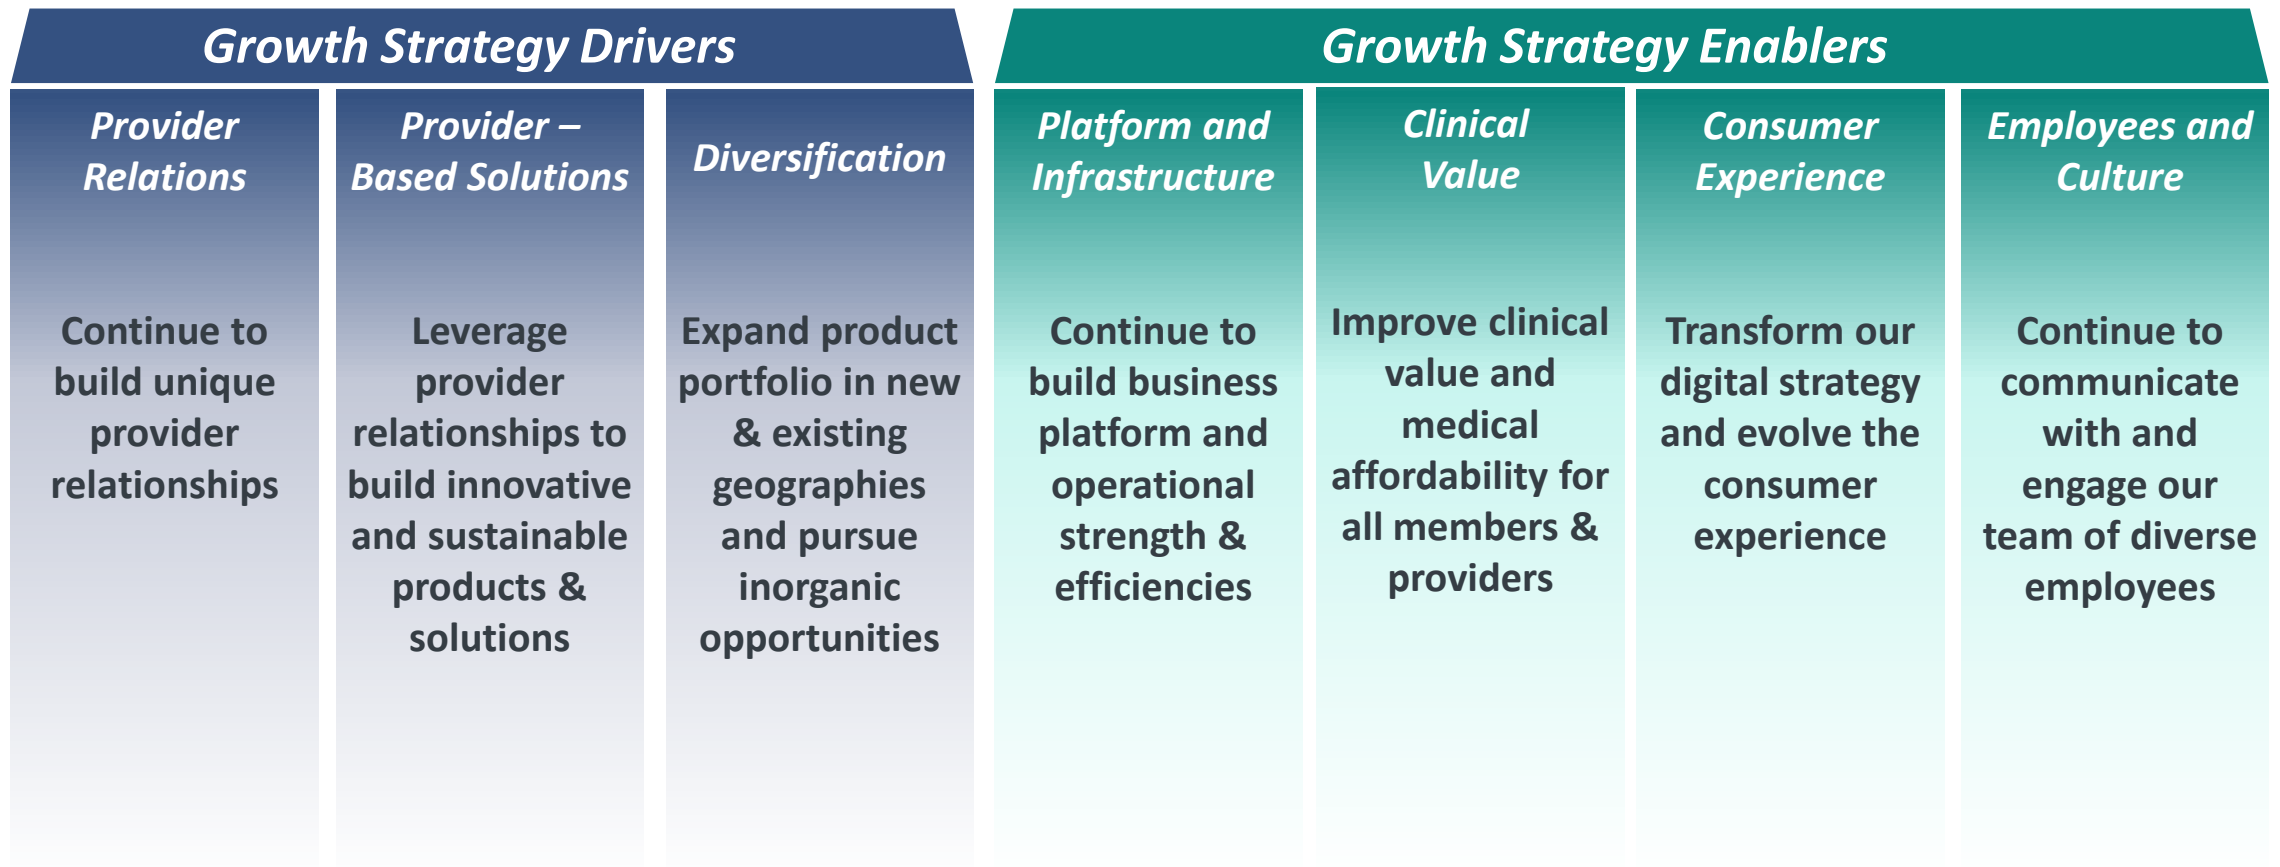 Growth Strategy Drivers
Provider
Relations
Continue to
build unique
provider
relationships
Provider –
Based Solutions
Leverage
provider
relationships to
build innovative
and sustainable
products &
solutions
Diversification
Expand product
portfolio in new
& existing
geographies
and pursue
inorganic
opportunities
Growth Strategy Enablers
Platform and
Infrastructure
Continue to
build business
platform and
operational
strength &
efficiencies
Clinical
Value
Improve clinical
value and
medical
affordability for
all members &
providers
Consumer
Experience
Transform our
digital strategy
and evolve the
consumer
experience
Employees and
Culture
Continue to
communicate
with and
engage our
team of diverse
employees